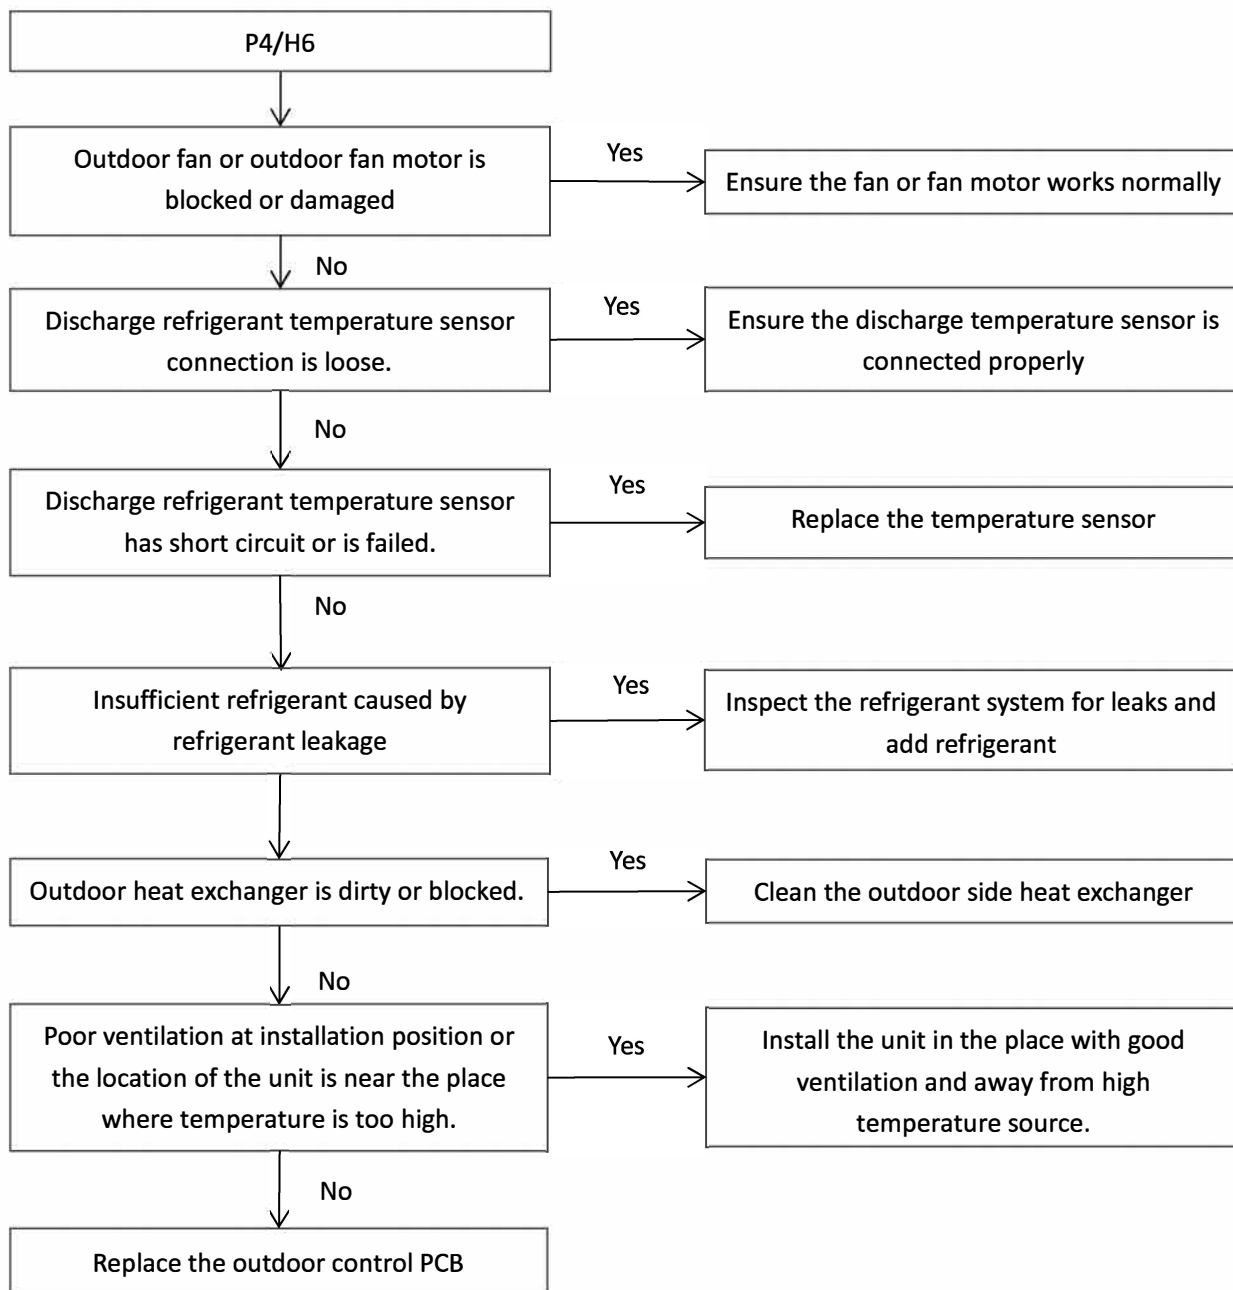 P4/H6
Outdoor fan or outdoor fan motor is
blocked or damaged
Yes
Ensure the fan or fan motor works normally
No
Discharge refrigerant temperature sensor
connection is loose.
Yes
Ensure the discharge temperature sensor is
connected properly
No
Discharge refrigerant temperature sensor
has short circuit or is failed.
Yes
Replace the temperature sensor
No
Insufficient refrigerant caused by
refrigerant leakage
Yes
Inspect the refrigerant system for leaks and
add refrigerant
Outdoor heat exchanger is dirty or blocked.
Yes
Clean the outdoor side heat exchanger
No
Poor ventilation at installation position or
the location of the unit is near the place
where temperature is too high.
Yes
Install the unit in the place with good
ventilation and away from high
temperature source.
No
Replace the outdoor control PCB